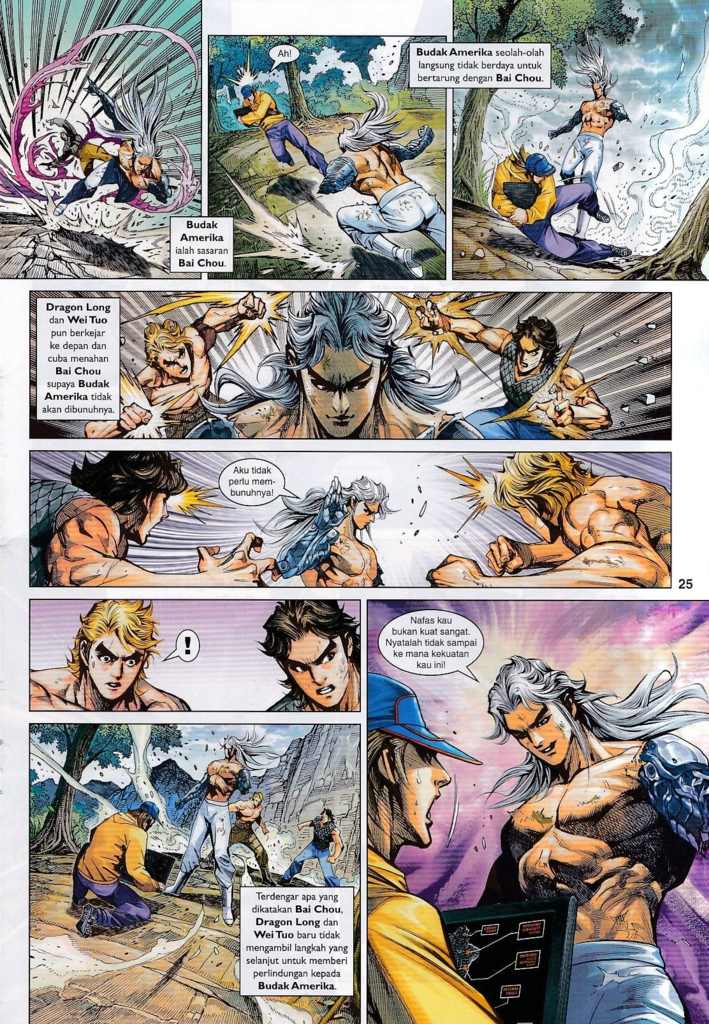 Budak
Amerika
ialah sasaran
Bai Chou.
Ah!
Budak Amerika seolah-olah
langsung tidak berdaya untuk
bertarung dengan Bai Chou.
Dragon Long
dan Wei Tuo
pun berkejar
ke depan dan
cuba menahan
Bai Chou
supaya Budak
Amerika tidak
akan dibunuhnya.
Aku tidak
perlu mem-
bunuhnya!
25
!
Nafas kau
bukan kuat sangat.
Nyatalah tidak sampai
ke mana kekuatan
kau ini!
Terdengar apa yang
dikatakan Bai Chou,
Dragon Long dan
Wei Tuo baru tidak
mengambil langkah yang
selanjut untuk memberi
perlindungan kepada
Budak Amerika.